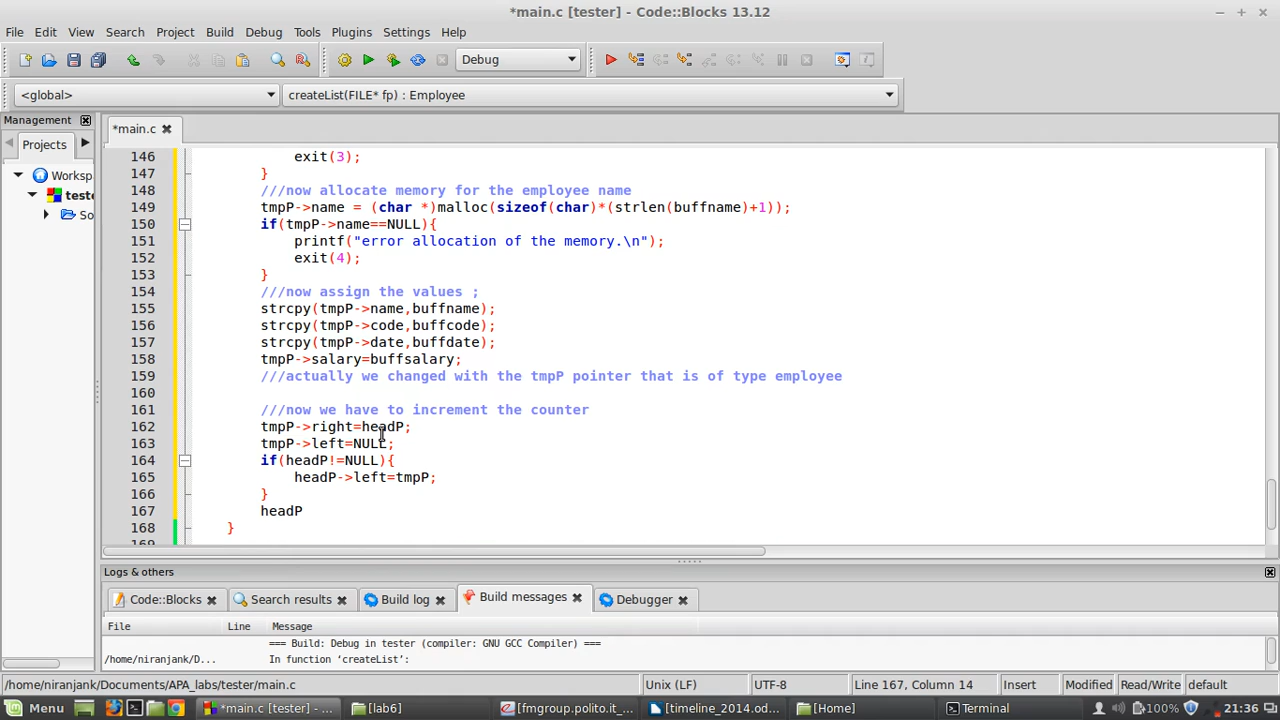 *main.c [tester] - Code::Blocks 13.12
File Edit View Search Project Build Debug Tools Plugins Settings Help
Debug
<global> createList(FILE* fp) : Employee
Management *main.c
Projects
Worksp
teste
So
146 exit(3);
147 }
148 ///now allocate memory for the employee name
149 tmpP->name = (char *)malloc(sizeof(char)*(strlen(buffname)+1));
150 if(tmpP->name==NULL){
151 printf("error allocation of the memory.\n");
152 exit(4);
153 }
154 ///now assign the values ;
155 strcpy(tmpP->name,buffname);
156 strcpy(tmpP->code,buffcode);
157 strcpy(tmpP->date,buffdate);
158 tmpP->salary=buffsalary;
159 ///actually we changed with the tmpP pointer that is of type employee
160
161 ///now we have to increment the counter
162 tmpP->right=headP;
163 tmpP->left=NULL;
164 if(headP!=NULL){
165 headP->left=tmpP;
166 }
167 headP
168 }
169
Logs & others
Code::Blocks Search results Build log Build messages Debugger
File Line Message
=== Build: Debug in tester (compiler: GNU GCC Compiler) ===
/home/niranjank/D... In function ‘createList’:
/home/niranjank/Documents/APA_labs/tester/main.c Unix (LF) UTF-8 Line 167, Column 14 Insert Modified Read/Write default
Menu *main.c [tester] - ... [lab6] [fmgroup.polito.it_... [timeline_2014.od... [Home] Terminal 100% 21:36